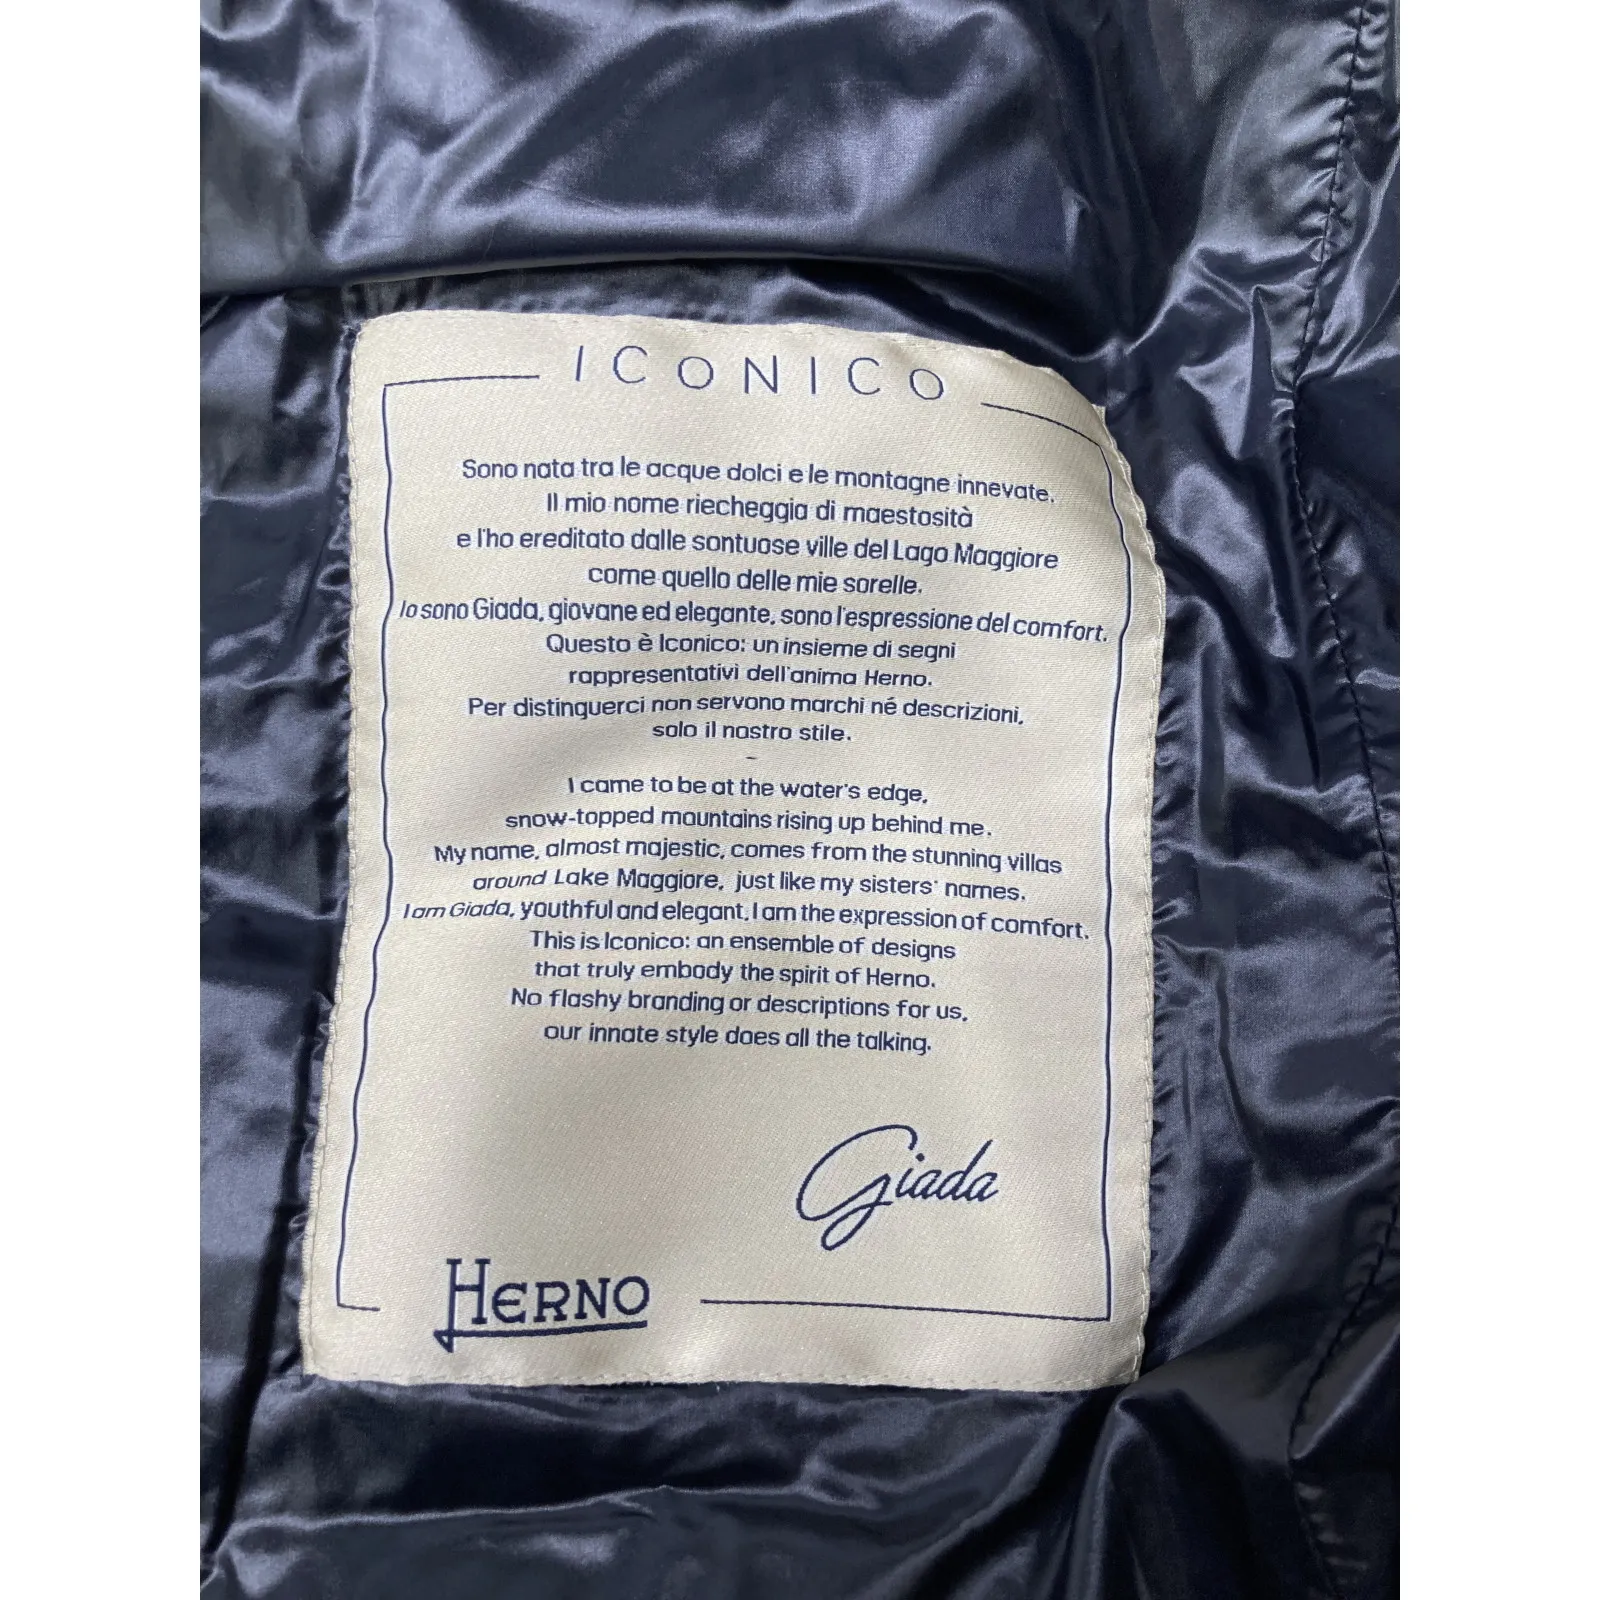 ICONICO
Sono nata tra le acque dolci e le montagne innevate.
Il mio nome riecheggia di maestosità
e l'ho ereditato dalle sontuose ville del Lago Maggiore
come quello delle mie sorelle.
Io sono Giada, giovane ed elegante, sono l'espressione del comfort.
Questo è Iconico: un insieme di segni
rappresentativi dell'anima Herno.
Per distinguerci non servono marchi né descrizioni,
solo il nostro stile.
-
I came to be at the water's edge,
snow-topped mountains rising up behind me.
My name, almost majestic, comes from the stunning villas
around Lake Maggiore, just like my sisters' names.
I am Giada, youthful and elegant, I am the expression of comfort.
This is Iconico: an ensemble of designs
that truly embody the spirit of Herno.
No flashy branding or descriptions for us,
our innate style does all the talking.
Giada
HERNO